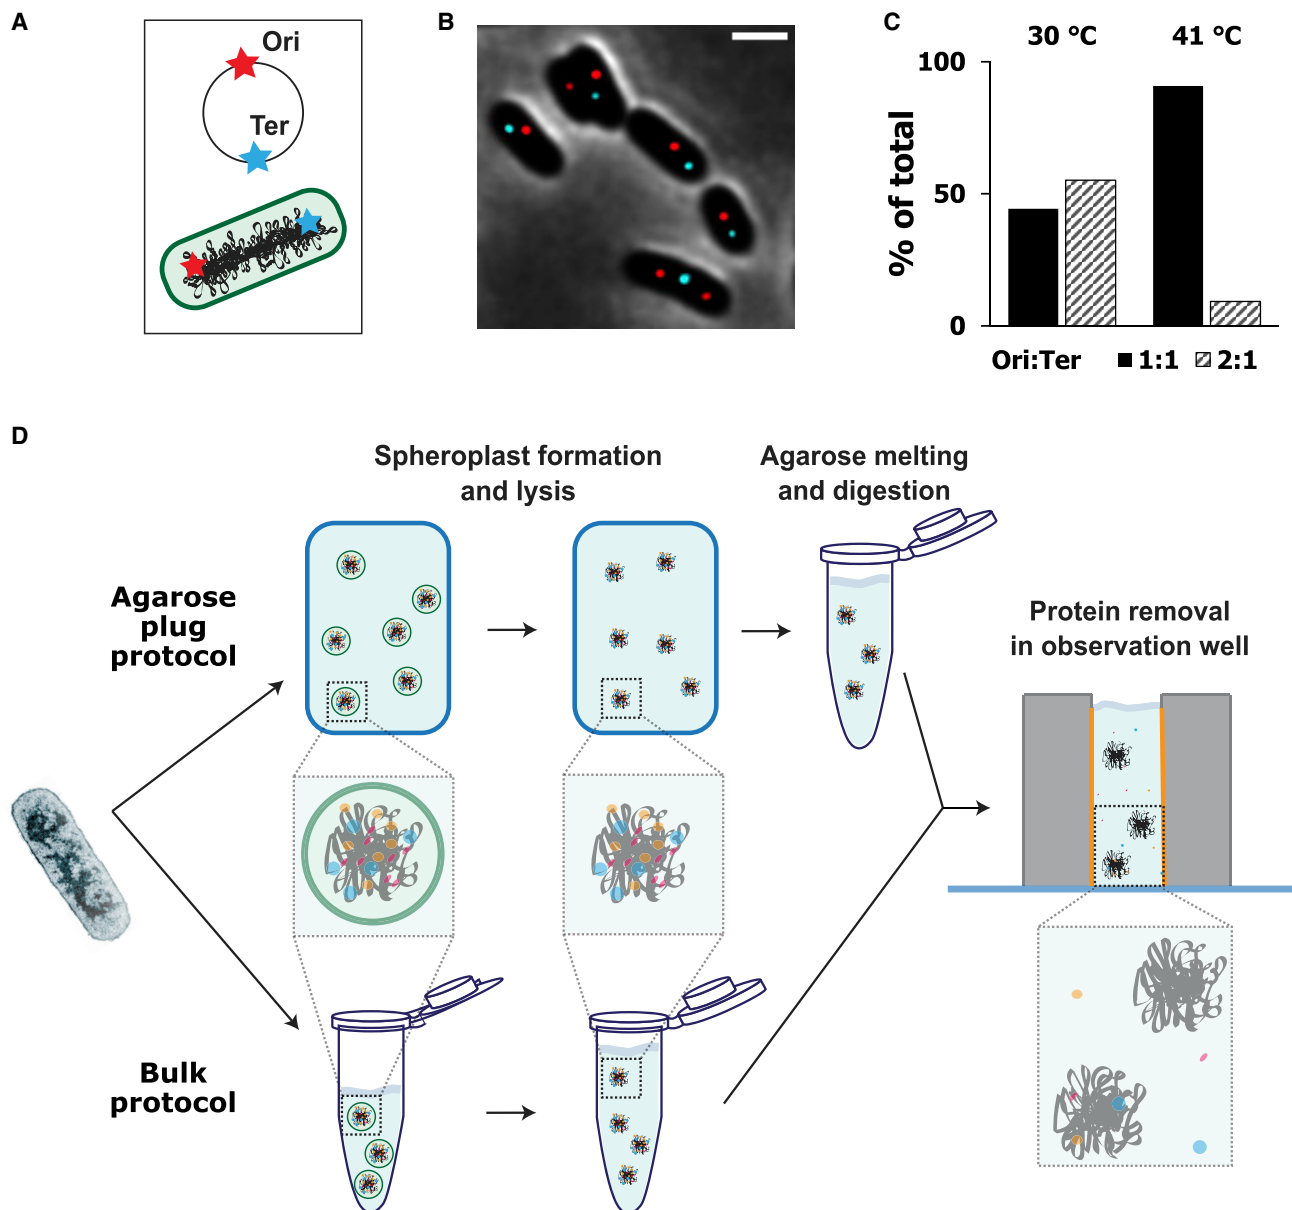 A
Ori
Ter
B
C
30 °C 41 °C
100
50
0
% of total
Ori:Ter 1:1 2:1
D
Spheroplast formation
and lysis
Agarose melting
and digestion
Agarose
plug
protocol
Protein removal
in observation well
Bulk
protocol